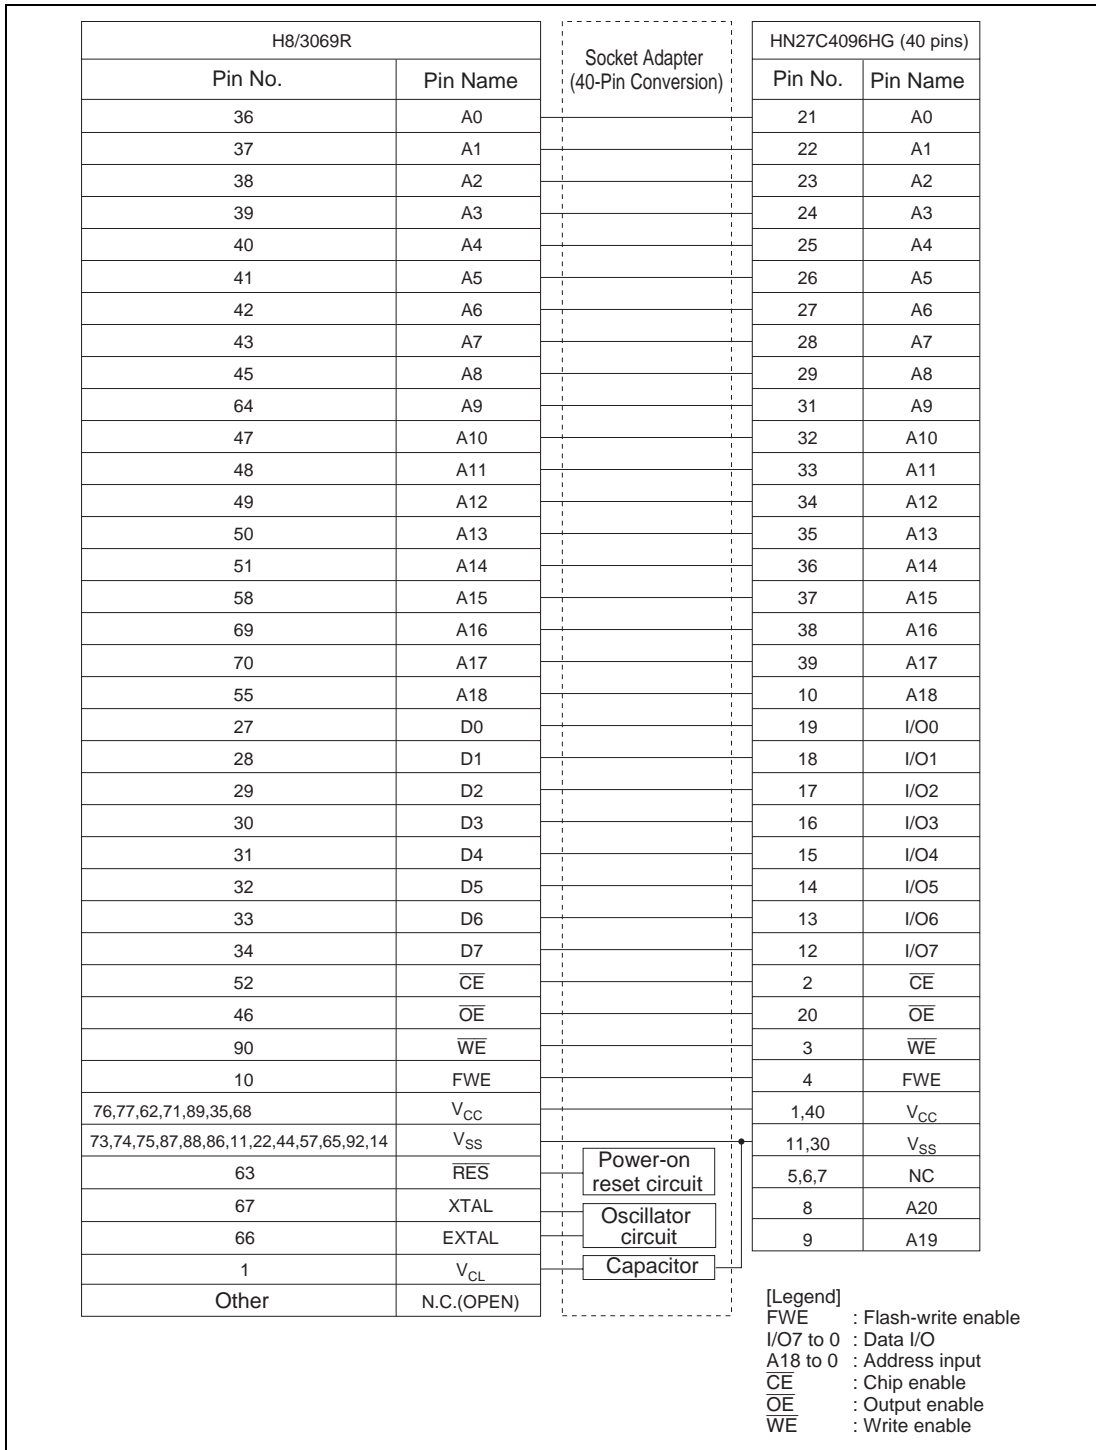 H8/3069R Socket Adapter (40-Pin Conversion) HN27C4096HG (40 pins)
Pin No. Pin Name Pin No. Pin Name
36 A0 21 A0
37 A1 22 A1
38 A2 23 A2
39 A3 24 A3
40 A4 25 A4
41 A5 26 A5
42 A6 27 A6
43 A7 28 A7
45 A8 29 A8
64 A9 31 A9
47 A10 32 A10
48 A11 33 A11
49 A12 34 A12
50 A13 35 A13
51 A14 36 A14
58 A15 37 A15
69 A16 38 A16
70 A17 39 A17
55 A18 10 A18
27 D0 19 I/O0
28 D1 18 I/O1
29 D2 17 I/O2
30 D3 16 I/O3
31 D4 15 I/O4
32 D5 14 I/O5
33 D6 13 I/O6
34 D7 12 I/O7
52 C̅E̅ 2 C̅E̅
46 O̅E̅ 20 O̅E̅
90 W̅E̅ 3 W̅E̅
10 FWE 4 FWE
76,77,62,71,89,35,68 VCC 1,40 VCC
73,74,75,87,88,86,11,22,44,57,65,92,14 VSS 11,30 VSS
63 R̅E̅S̅ Power-on reset circuit 5,6,7 NC
67 XTAL Oscillator circuit 8 A20
66 EXTAL 9 A19
1 VCL Capacitor
Other N.C.(OPEN)
[Legend]
FWE : Flash-write enable
I/O7 to 0 : Data I/O
A18 to 0 : Address input
C̅E̅ : Chip enable
O̅E̅ : Output enable
W̅E̅ : Write enable